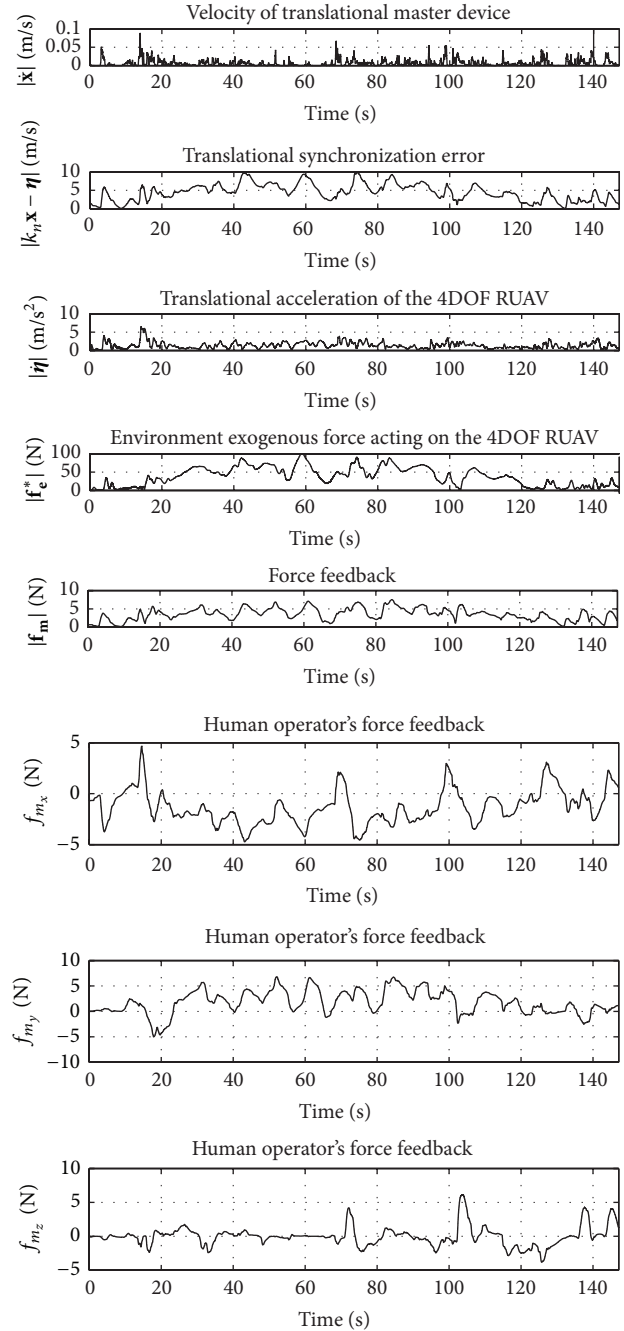 Velocity of translational master device
|ẋ| (m/s)
0.1
0.05
0
0 20 40 60 80 100 120 140
Time (s)
Translational synchronization error
|kₙx − η| (m/s)
10
5
0
0 20 40 60 80 100 120 140
Time (s)
Translational acceleration of the 4DOF RUAV
|η̇| (m/s²)
10
5
0
0 20 40 60 80 100 120 140
Time (s)
Environment exogenous force acting on the 4DOF RUAV
|fₑ*| (N)
100
50
0
0 20 40 60 80 100 120 140
Time (s)
Force feedback
|fₘ| (N)
10
5
0
0 20 40 60 80 100 120 140
Time (s)
Human operator's force feedback
f_{m_x} (N)
5
0
−5
0 20 40 60 80 100 120 140
Time (s)
Human operator's force feedback
f_{m_y} (N)
10
5
0
−5
−10
0 20 40 60 80 100 120 140
Time (s)
Human operator's force feedback
f_{m_z} (N)
10
5
0
−5
0 20 40 60 80 100 120 140
Time (s)